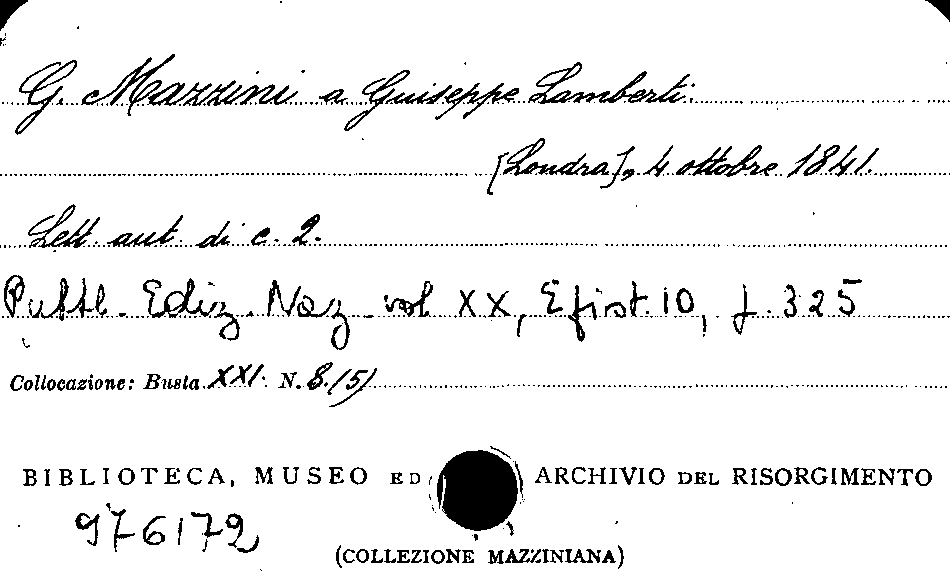 G. Mazzini a Guiseppe Lamberti.
[Londra], 4 ottobre 1841.
Lett. aut. di c. 2.
Pubbl. Ediz. Naz. vol XX, Epist. 10, p. 325
Collocazione: Busta XXI. N. 8/5)
BIBLIOTECA, MUSEO ED ARCHIVIO DEL RISORGIMENTO
976172
(COLLEZIONE MAZZINIANA)